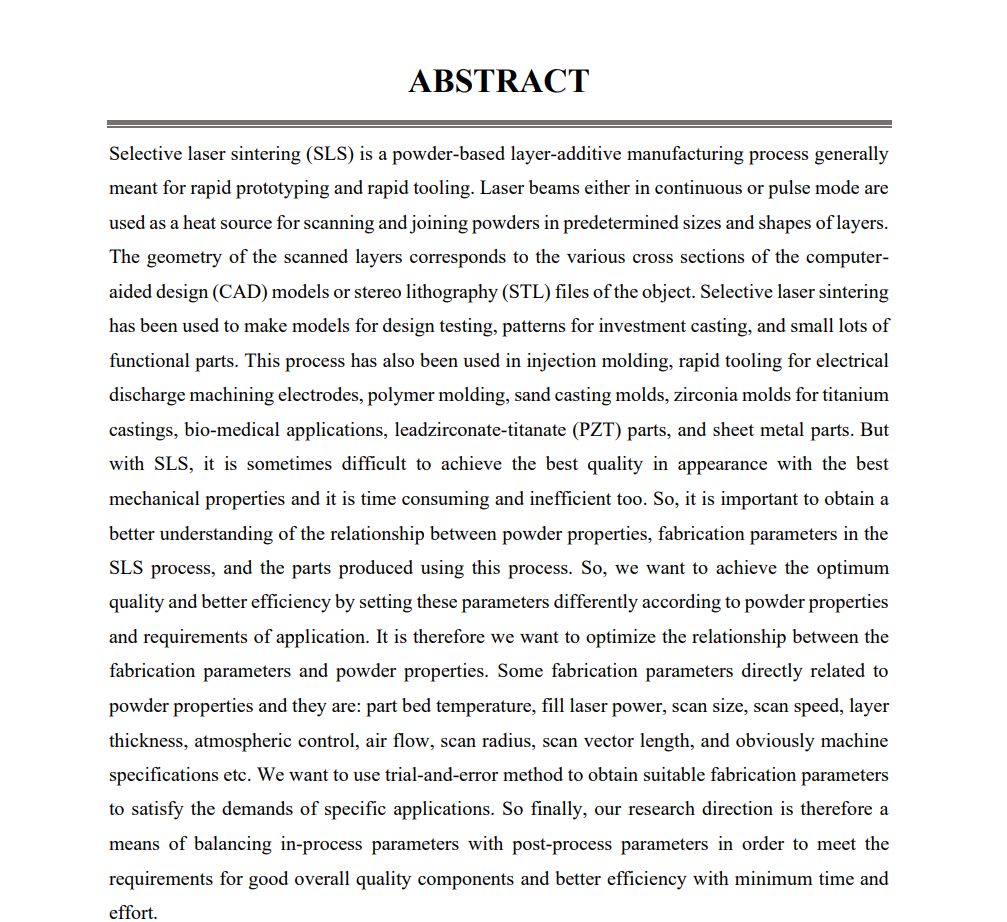 ABSTRACT
Selective laser sintering (SLS) is a powder-based layer-additive manufacturing process generally
meant for rapid prototyping and rapid tooling. Laser beams either in continuous or pulse mode are
used as a heat source for scanning and joining powders in predetermined sizes and shapes of layers.
The geometry of the scanned layers corresponds to the various cross sections of the computer-
aided design (CAD) models or stereo lithography (STL) files of the object. Selective laser sintering
has been used to make models for design testing, patterns for investment casting, and small lots of
functional parts. This process has also been used in injection molding, rapid tooling for electrical
discharge machining electrodes, polymer molding, sand casting molds, zirconia molds for titanium
castings, bio-medical applications, leadzirconate-titanate (PZT) parts, and sheet metal parts. But
with SLS, it is sometimes difficult to achieve the best quality in appearance with the best
mechanical properties and it is time consuming and inefficient too. So, it is important to obtain a
better understanding of the relationship between powder properties, fabrication parameters in the
SLS process, and the parts produced using this process. So, we want to achieve the optimum
quality and better efficiency by setting these parameters differently according to powder properties
and requirements of application. It is therefore we want to optimize the relationship between the
fabrication parameters and powder properties. Some fabrication parameters directly related to
powder properties and they are: part bed temperature, fill laser power, scan size, scan speed, layer
thickness, atmospheric control, air flow, scan radius, scan vector length, and obviously machine
specifications etc. We want to use trial-and-error method to obtain suitable fabrication parameters
to satisfy the demands of specific applications. So finally, our research direction is therefore a
means of balancing in-process parameters with post-process parameters in order to meet the
requirements for good overall quality components and better efficiency with minimum time and
effort.